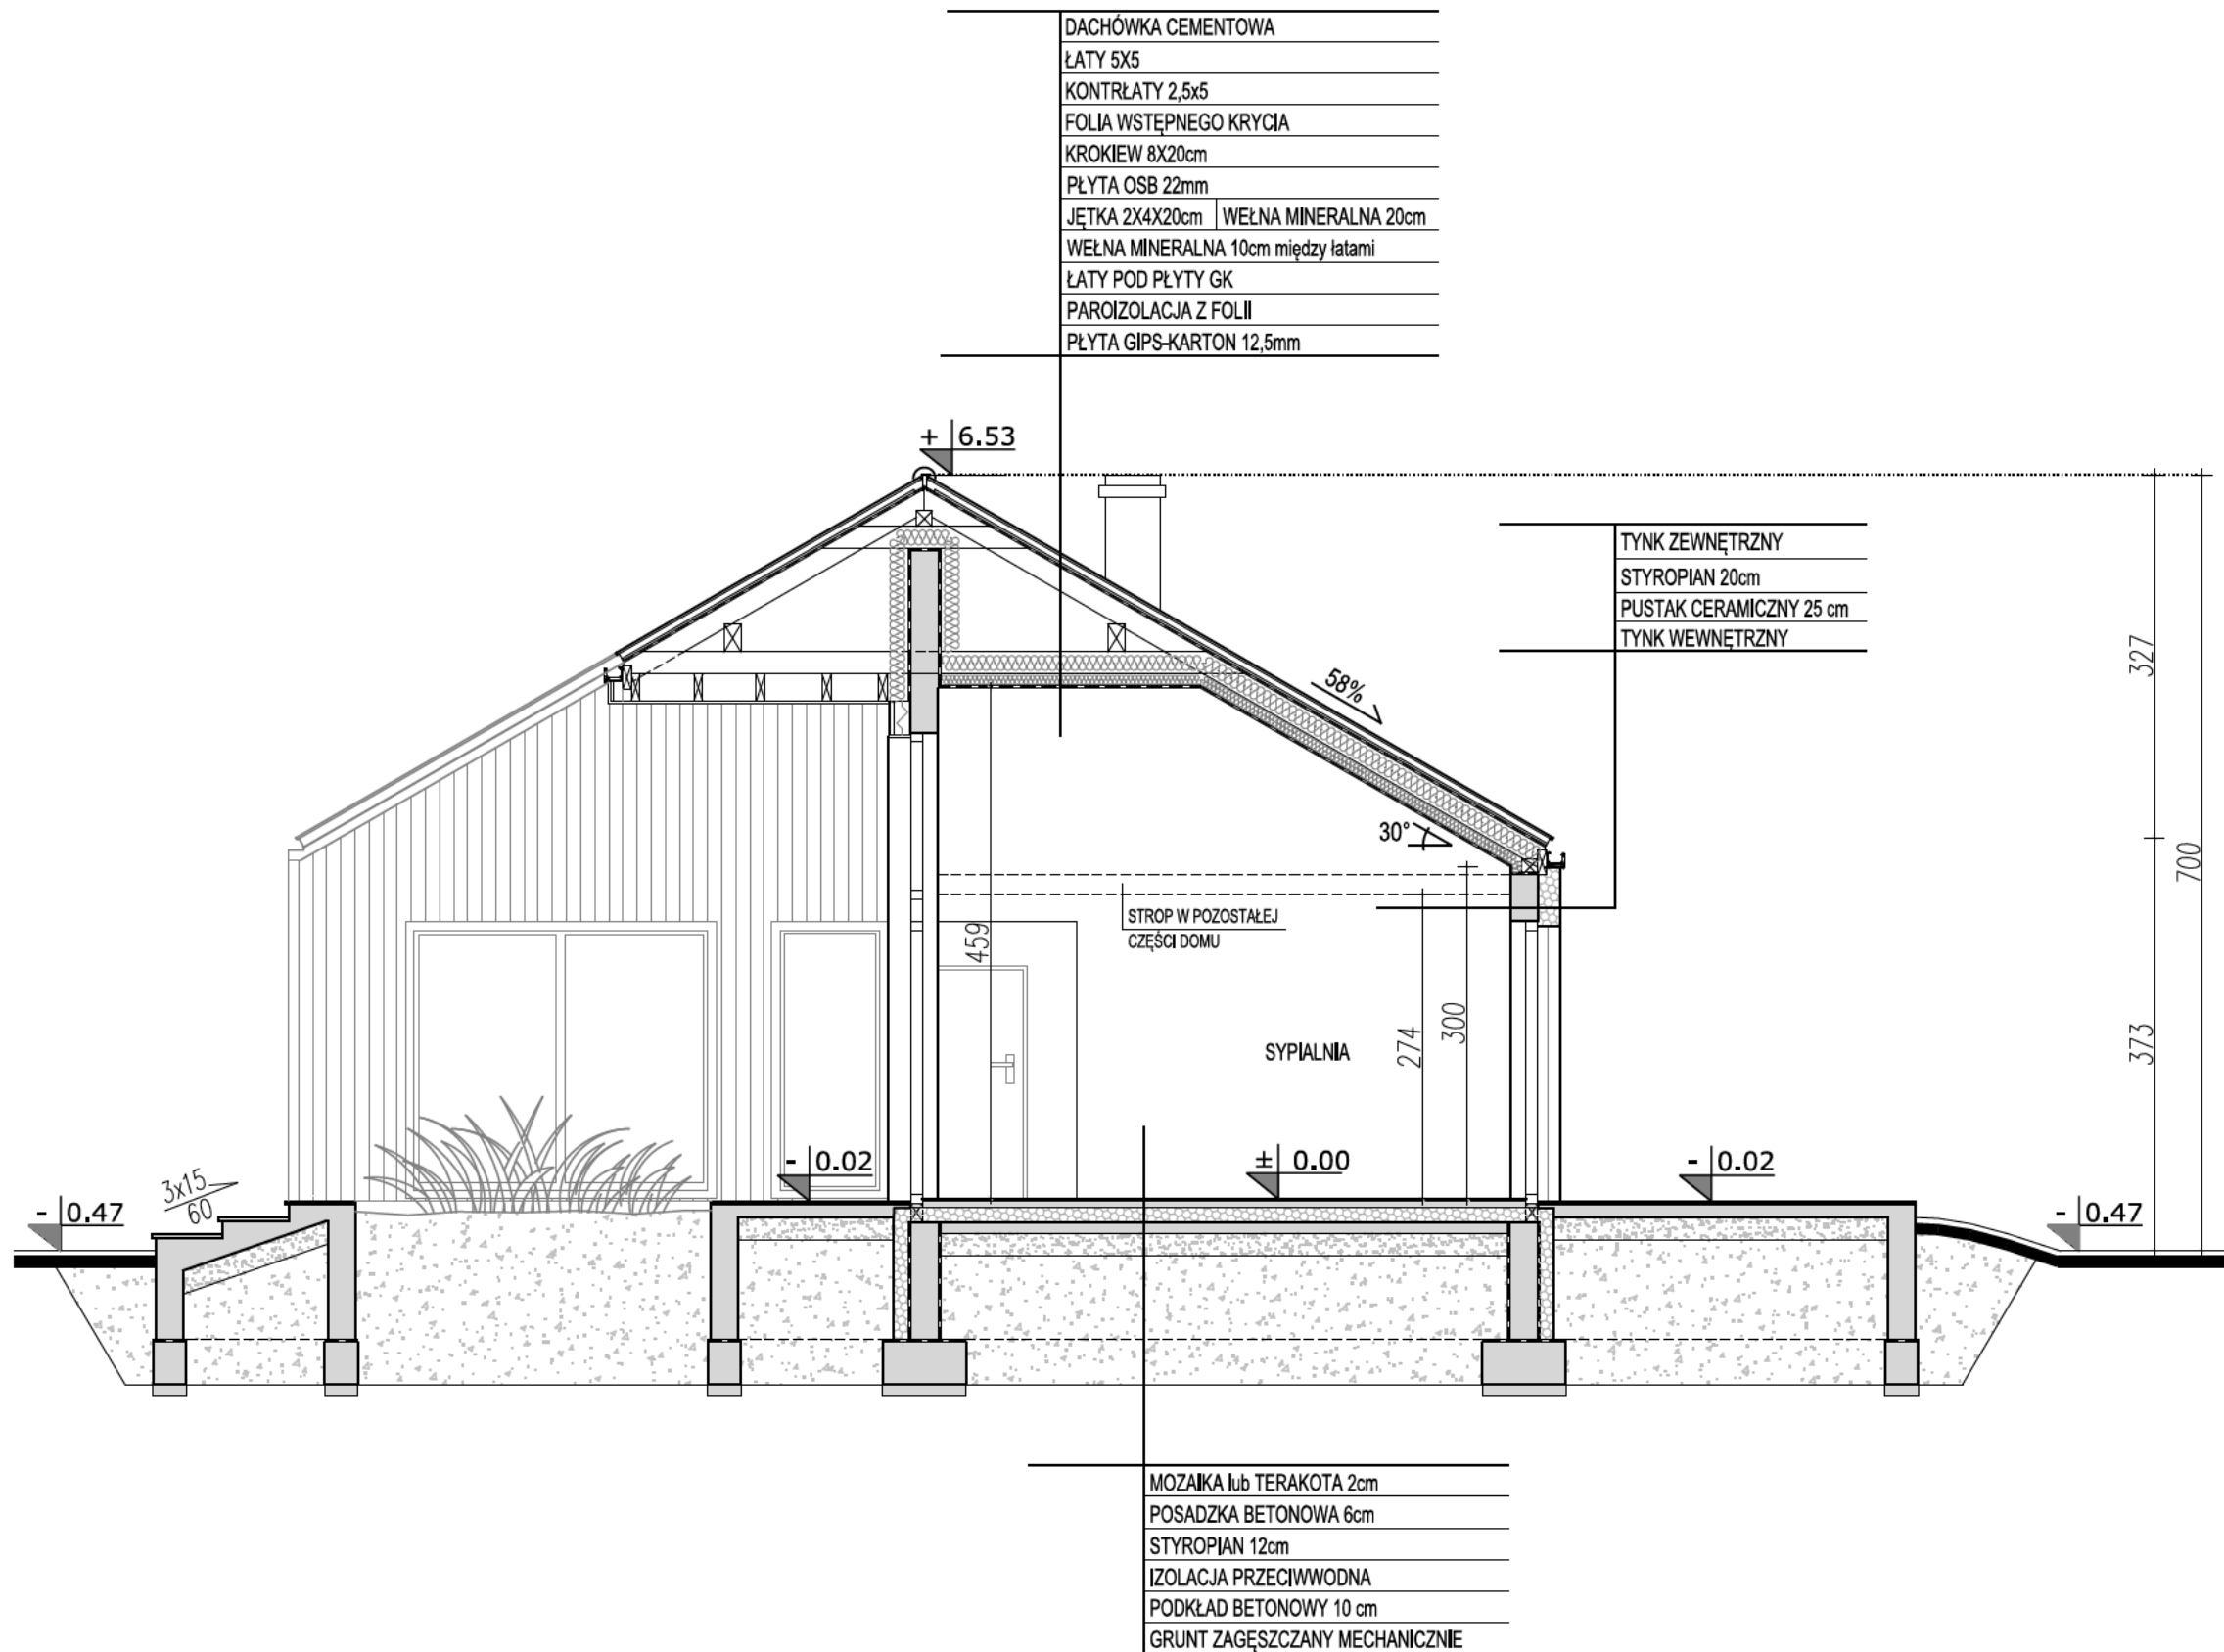 DACHÓWKA CEMENTOWA
ŁATY 5X5
KONTRŁATY 2,5x5
FOLIA WSTĘPNEGO KRYCIA
KROKIEW 8X20cm
PŁYTA OSB 22mm
JĘTKA 2X4X20cm WEŁNA MINERALNA 20cm
WEŁNA MINERALNA 10cm między łatami
ŁATY POD PŁYTY GK
PAROIZOLACJA Z FOLII
PŁYTA GIPS-KARTON 12,5mm
+ 6.53
TYNK ZEWNĘTRZNY
STYROPIAN 20cm
PUSTAK CERAMICZNY 25 cm
TYNK WEWNĘTRZNY
327
58%
30°
700
STROP W POZOSTAŁEJ
CZĘŚCI DOMU
459
300
274
373
SYPIALNIA
- 0.02
± 0.00
- 0.02
3x15
60
- 0.47
- 0.47
MOZAIKA lub TERAKOTA 2cm
POSADZKA BETONOWA 6cm
STYROPIAN 12cm
IZOLACJA PRZECIWWODNA
PODKŁAD BETONOWY 10 cm
GRUNT ZAGĘSZCZANY MECHANICZNIE